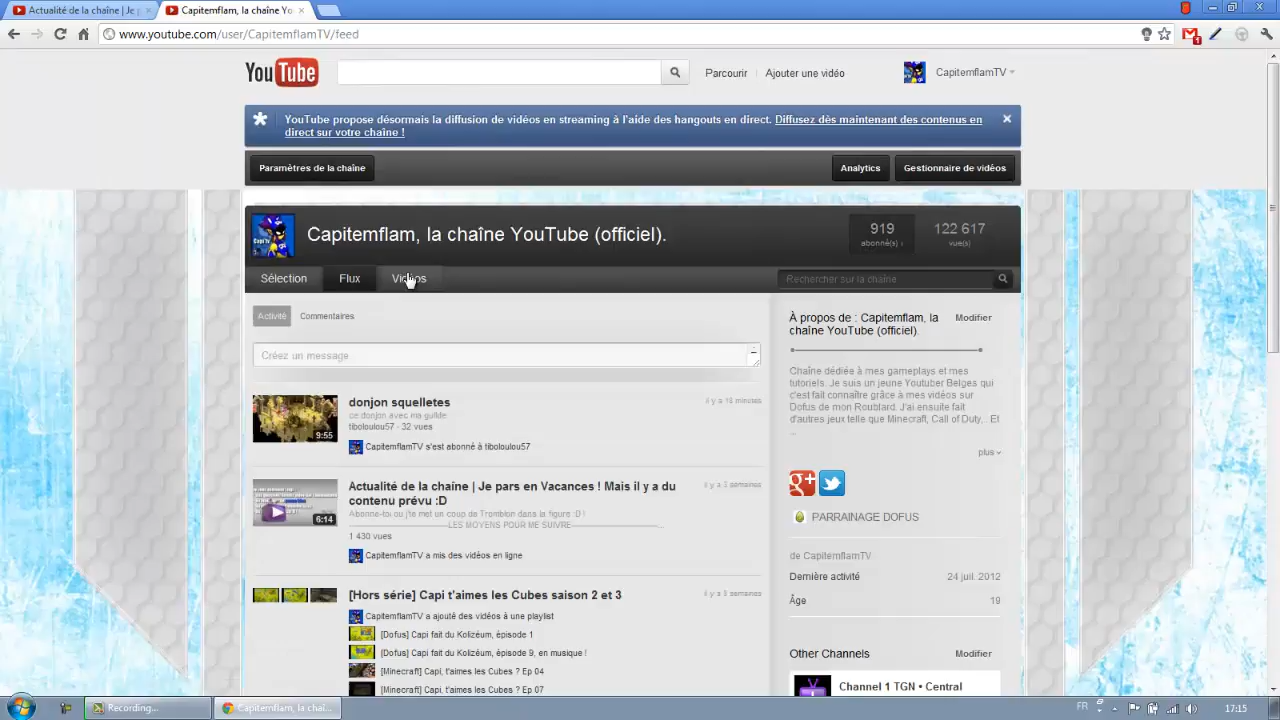 Actualité de la chaîne | Je p
Capitemflam, la chaîne Yo
www.youtube.com/user/CapitemflamTV/feed
1
YouTube
Parcourir
Ajouter une vidéo
CapitemflamTV
YouTube propose désormais la diffusion de vidéos en streaming à l'aide des hangouts en direct. Diffusez dès maintenant des contenus en
direct sur votre chaîne !
Paramètres de la chaîne
Analytics
Gestionnaire de vidéos
Capitemflam, la chaîne YouTube (officiel).
919
abonné(s)
122 617
vue(s)
Sélection
Flux
Vidéos
Rechercher sur la chaîne
Activité
Commentaires
Créez un message
donjon squelletes
ce donjon avec ma guilde
tiboloulou57 - 32 vues
CapitemflamTV s'est abonné à tiboloulou57
9:55
Actualité de la chaîne | Je pars en Vacances ! Mais il y a du
contenu prévu :D
Abonne-toi ou j'te met un coup de Tromblon dans la figure :D !
LES MOYENS POUR ME SUIVRE
1 430 vues
CapitemflamTV a mis des vidéos en ligne
6:14
[Hors série] Capi t'aimes les Cubes saison 2 et 3
CapitemflamTV a ajouté des vidéos à une playlist
[Dofus] Capi fait du Kolizéum, épisode 1
[Dofus] Capi fait du Kolizéum, épisode 9, en musique !
[Minecraft] Capi, t'aimes les Cubes ? Ep 04
[Minecraft] Capi, t'aimes les Cubes ? Ep 07
À propos de : Capitemflam, la
chaîne YouTube (officiel).
Modifier
Chaîne dédiée à mes gameplays et mes
tutoriels. Je suis un jeune Youtuber Belges qui
c'est fait connaître grâce à mes vidéos sur
Dofus de mon Roublard. J'ai ensuite fait
d'autres jeux telle que Minecraft, Call of Duty,.. Et
...
plus
g+
PARRAINAGE DOFUS
de CapitemflamTV
Dernière activité
24 juil. 2012
Âge
19
Other Channels
Modifier
Channel 1 TGN • Central
Recording...
Capitemflam, la chaî...
FR
17:15